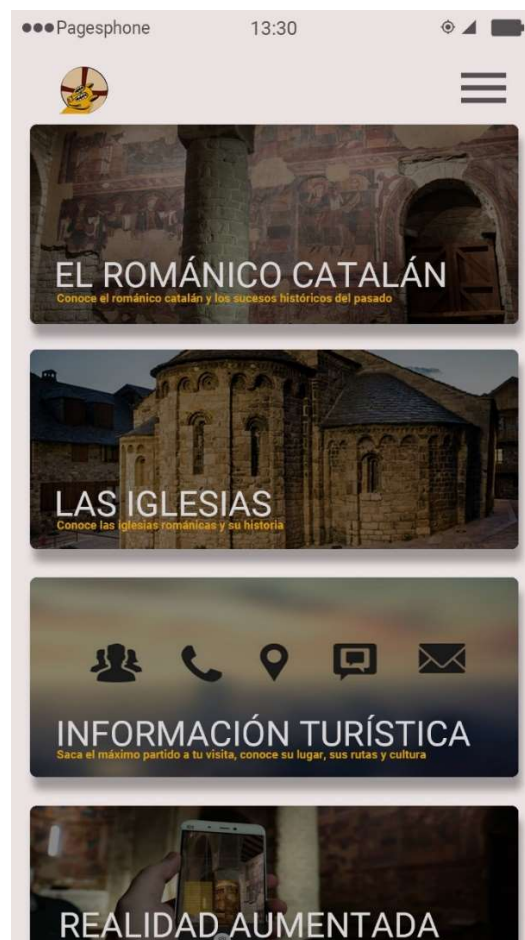 Pagesphone 13:30
EL ROMÁNICO CATALÁN
Conoce el románico catalán y los sucesos históricos del pasado
LAS IGLESIAS
Conoce las iglesias románicas y su historia
INFORMACIÓN TURÍSTICA
Saca el máximo partido a tu visita, conoce su lugar, sus rutas y cultura
REALIDAD AUMENTADA